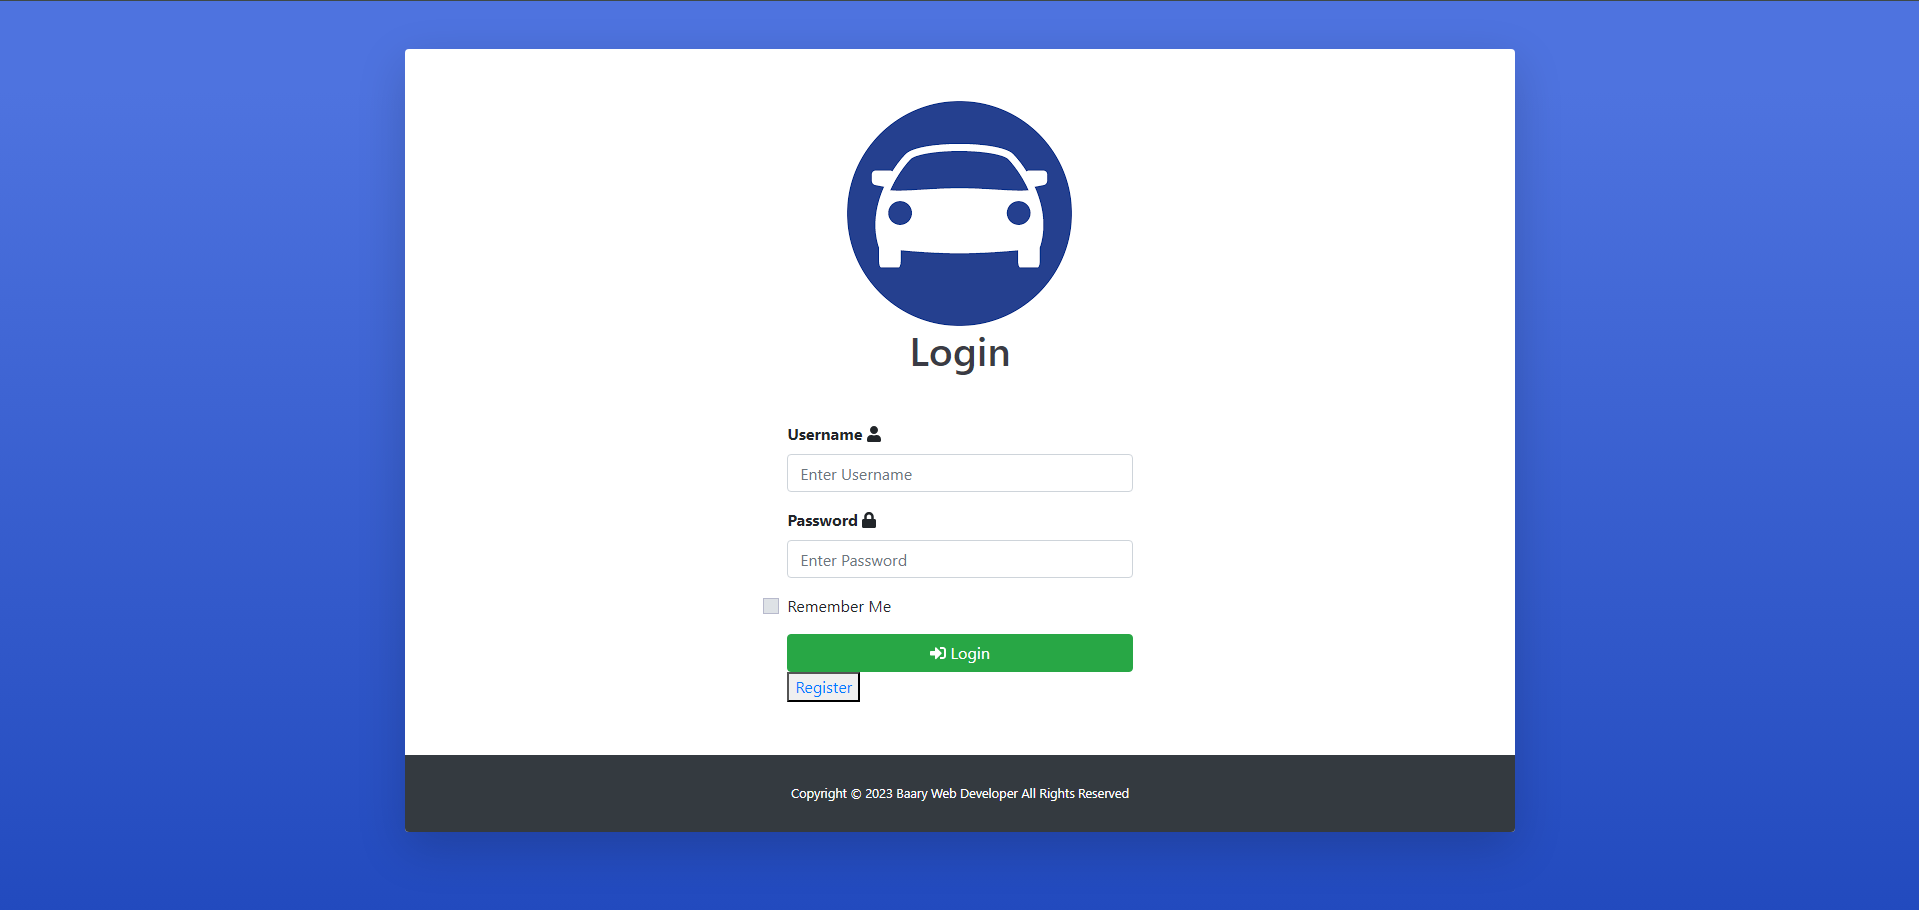 Login
Username
Enter Username
Password
Enter Password
Remember Me
Login
Register
Copyright © 2023 Baary Web Developer All Rights Reserved